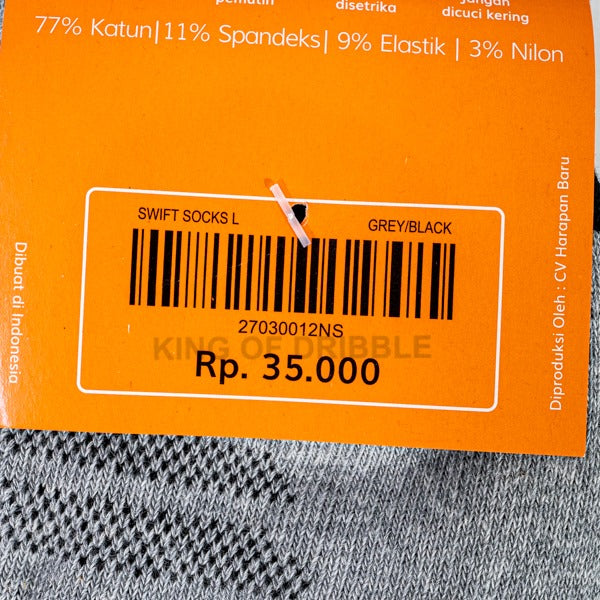 pemutih
disetrika
jangan
dicuci kering
77% Katun|11% Spandeks| 9% Elastik | 3% Nilon
SWIFT SOCKS L
GREY/BLACK
27030012NS
KING OF DRIBBLE
Rp. 35.000
Dibuat di Indonesia
Diproduksi Oleh : CV Harapan Baru